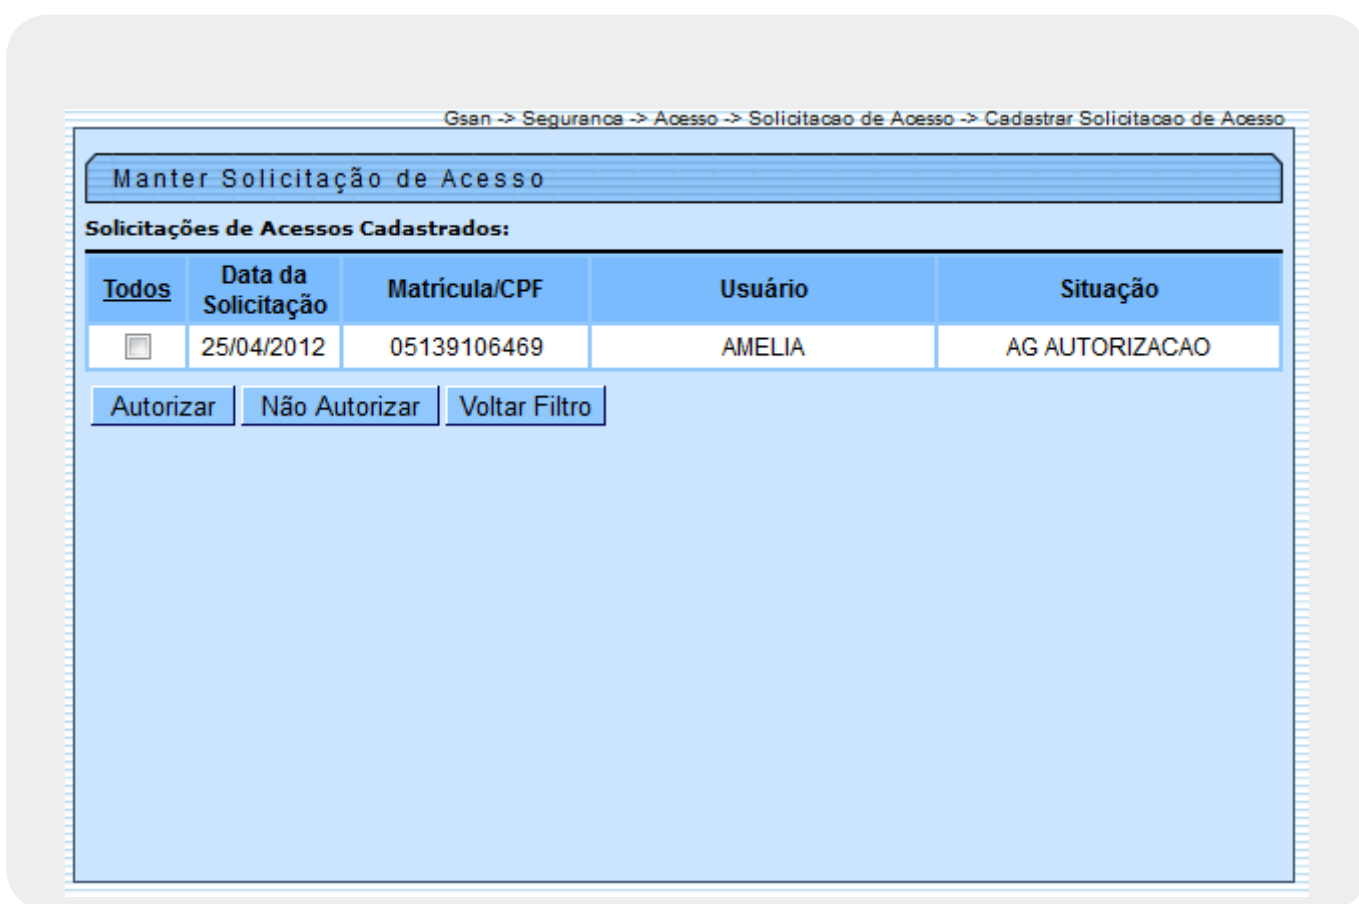 Gsan -> Seguranca -> Acesso -> Solicitacao de Acesso -> Cadastrar Solicitacao de Acesso
Manter Solicitação de Acesso
Solicitações de Acessos Cadastrados:
Todos Data da Solicitação Matrícula/CPF Usuário Situação
25/04/2012 05139106469 AMELIA AG AUTORIZACAO
Autorizar Não Autorizar Voltar Filtro